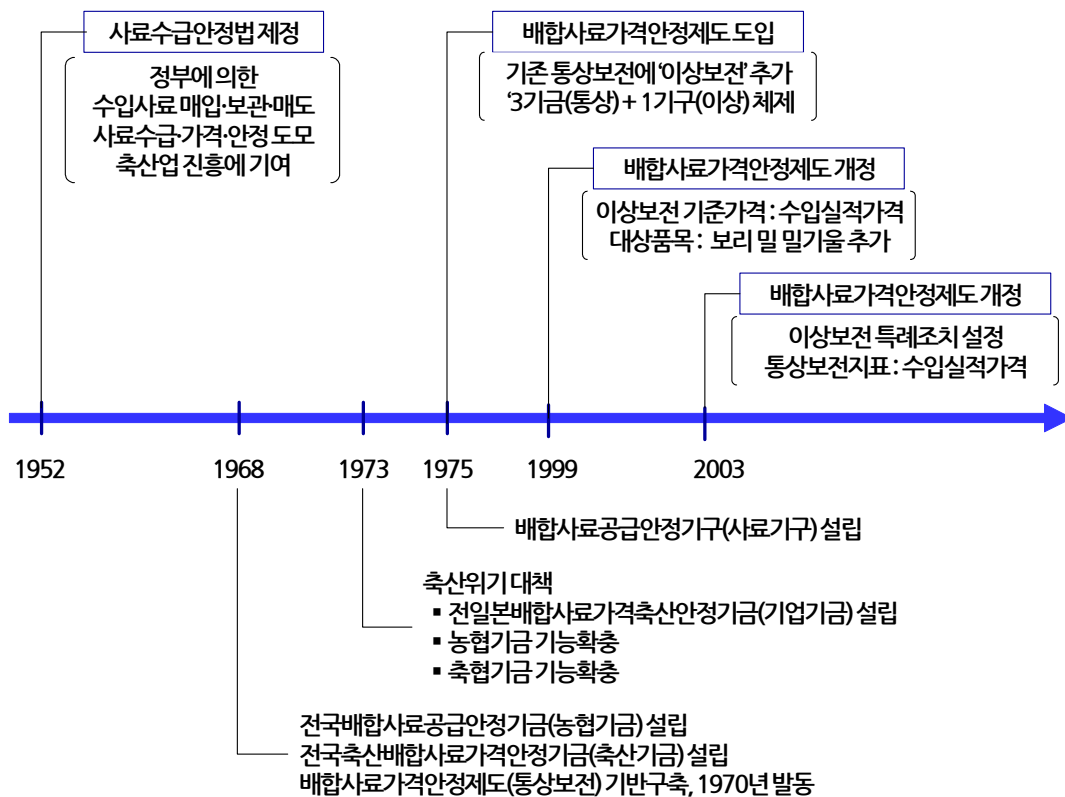 사료수급안정법 제정
정부에 의한
수입사료 매입·보관·매도
사료수급·가격·안정 도모
축산업 진흥에 기여
배합사료가격안정제도 도입
기존 통상보전에 '이상보전' 추가
'3기금(통상) + 1기구(이상) 체제
배합사료가격안정제도 개정
이상보전 기준가격 : 수입실적가격
대상품목 : 보리 밀 밀기울 추가
배합사료가격안정제도 개정
이상보전 특례조치 설정
통상보전지표 : 수입실적가격
1952
1968
1973
1975
1999
2003
배합사료공급안정기구(사료기구) 설립
축산위기 대책
▪ 전일본배합사료가격축산안정기금(기업기금) 설립
▪ 농협기금 기능확충
▪ 축협기금 기능확충
전국배합사료공급안정기금(농협기금) 설립
전국축산배합사료가격안정기금(축산기금) 설립
배합사료가격안정제도(통상보전) 기반구축, 1970년 발동